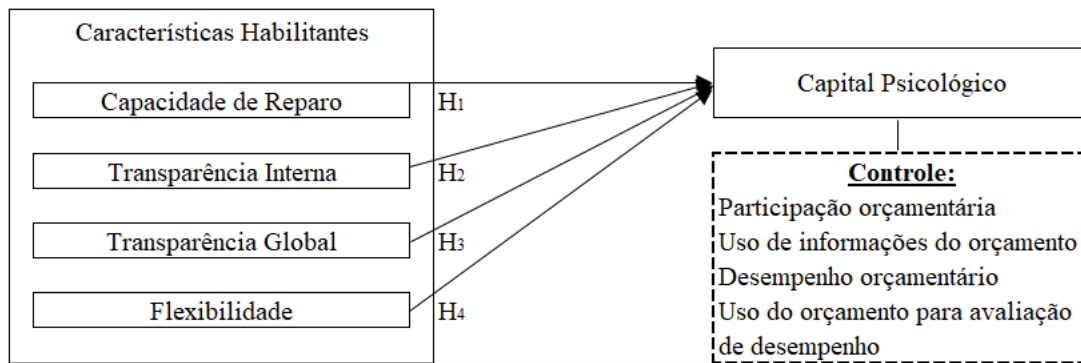 Características Habilitantes
Capacidade de Reparo
H1
Transparência Interna
H2
Transparência Global
H3
Flexibilidade
H4
Capital Psicológico
Controle:
Participação orçamentária
Uso de informações do orçamento
Desempenho orçamentário
Uso do orçamento para avaliação
de desempenho